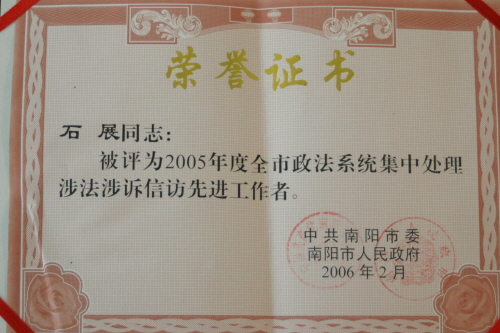 荣誉证书
石 展同志：
被评为2005年度全市政法系统集中处理
涉法涉诉信访先进工作者。
中共南阳市委
南阳市人民政府
2006年2月